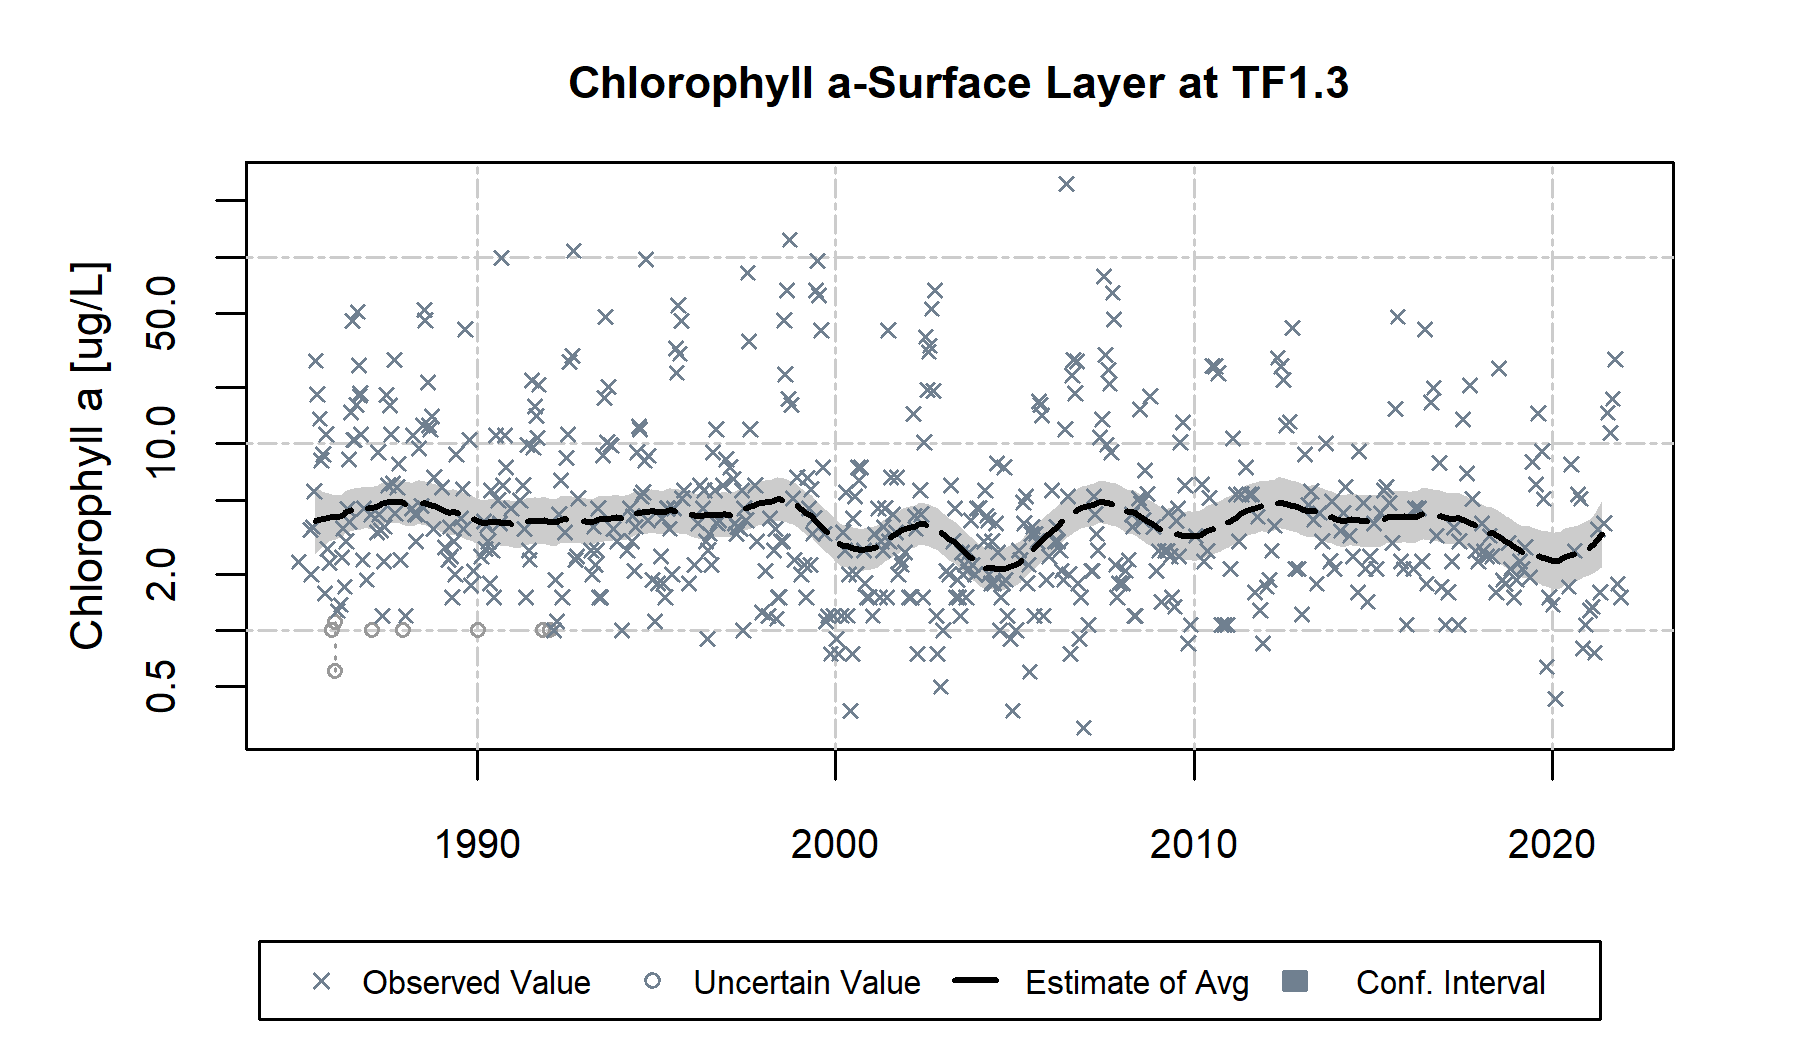 Chlorophyll a-Surface Layer at TF1.3
Chlorophyll a [ug/L]
50.0
10.0
2.0
0.5
1990 2000 2010 2020
Observed Value Uncertain Value Estimate of Avg Conf. Interval